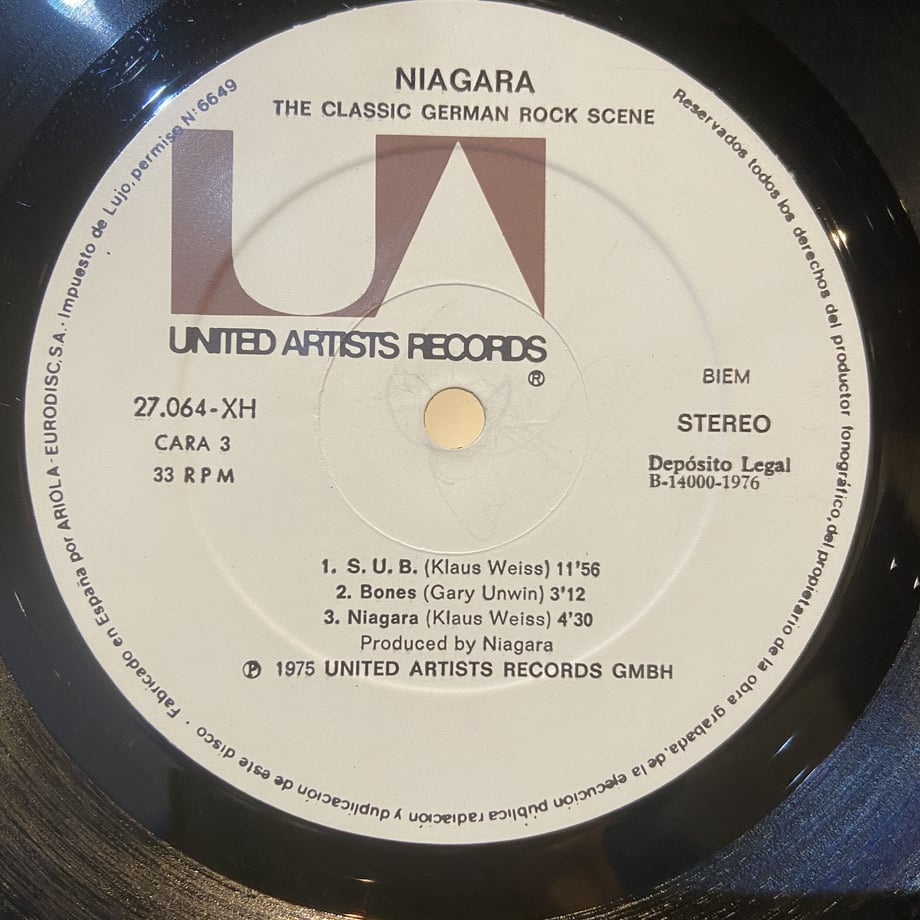 NIAGARA
THE CLASSIC GERMAN ROCK SCENE
UA
UNITED ARTISTS RECORDS
®
27.064-XH
CARA 3
33 RPM
BIEM
STEREO
Depósito Legal
B-14000-1976
1. S. U. B. (Klaus Weiss) 11'56
2. Bones (Gary Unwin) 3'12
3. Niagara (Klaus Weiss) 4'30
Produced by Niagara
℗ 1975 UNITED ARTISTS RECORDS GMBH
Reservados todos los derechos del productor fonográfico, del propietario de la obra grabada, de la ejecución pública radiación y duplicación de este disco · Fabricado en España por ARIOLA-EURODISC, S.A. · Impuesto de Lujo, permiso N: 6649